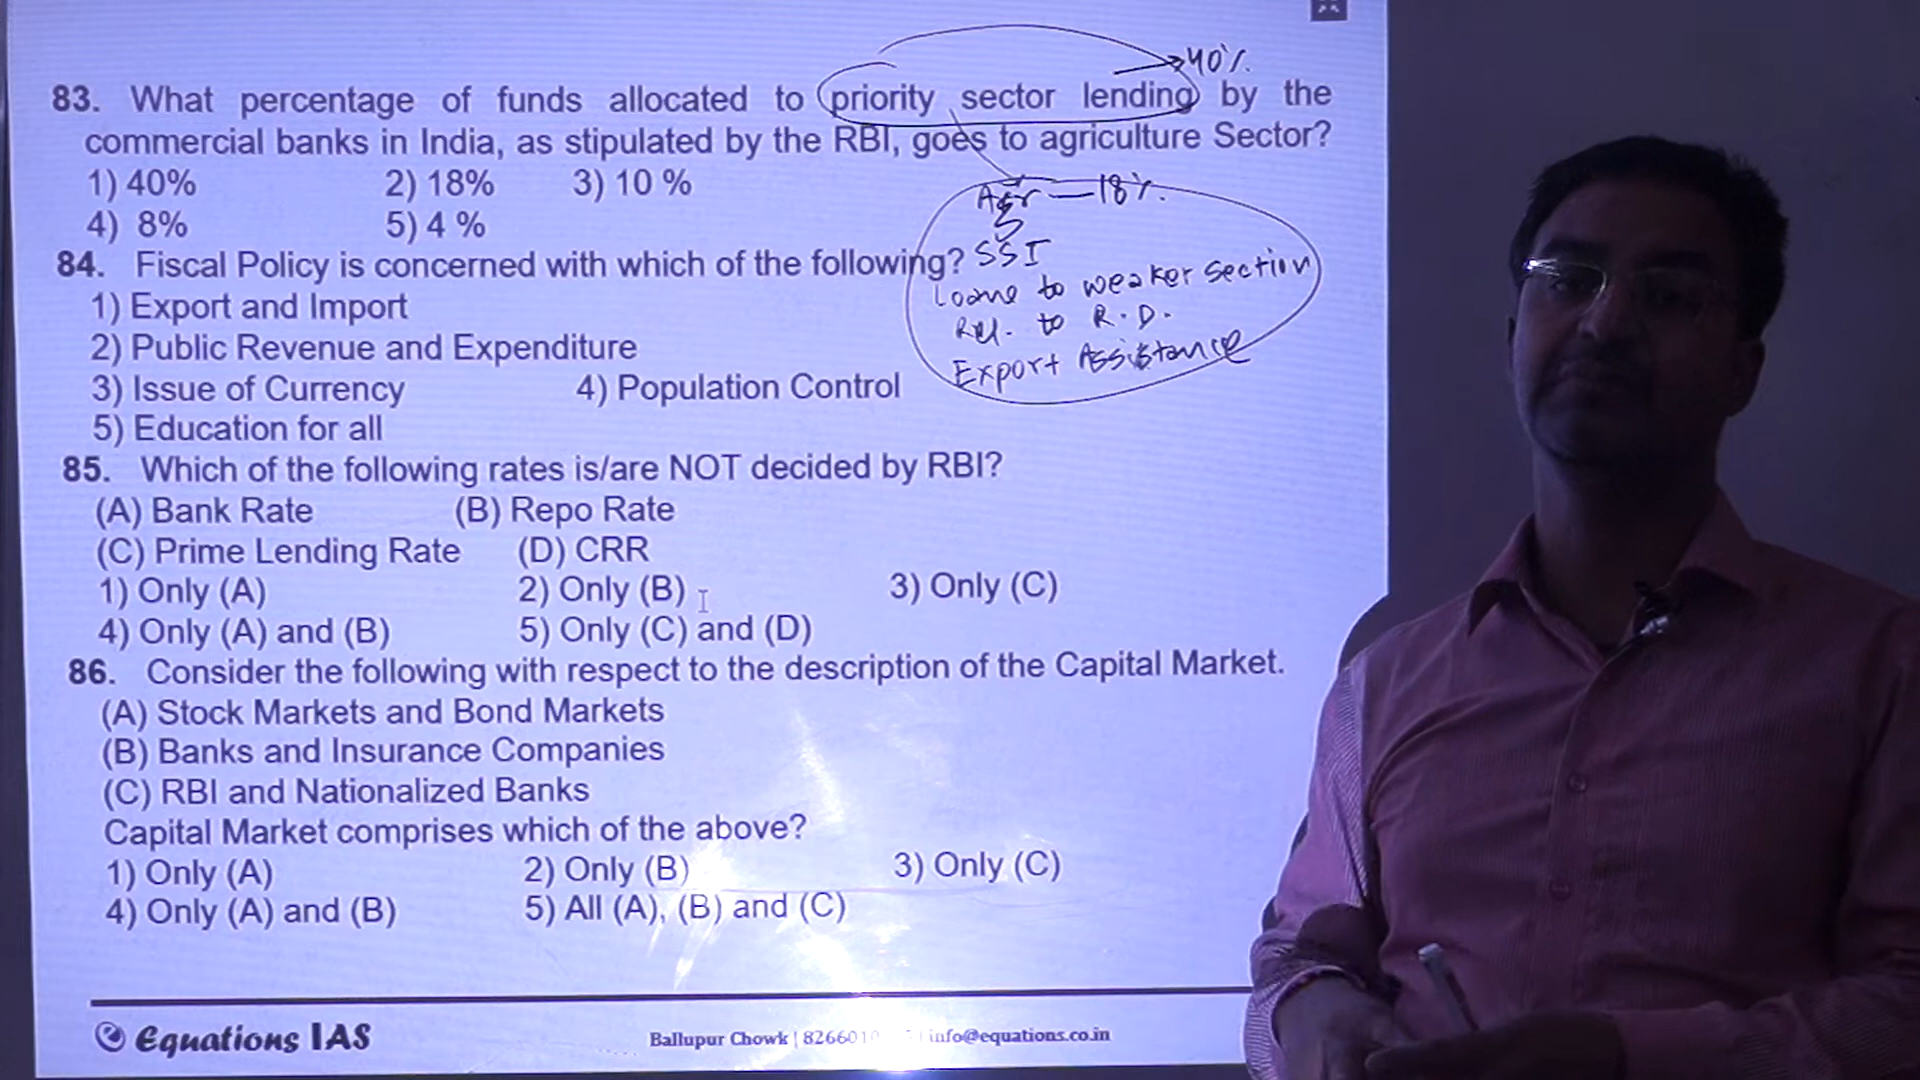 →40%
83. What percentage of funds allocated to priority sector lending by the
commercial banks in India, as stipulated by the RBI, goes to agriculture Sector?
1) 40% 2) 18% 3) 10 %
Agr — 18%
4) 8% 5) 4 %
84. Fiscal Policy is concerned with which of the following?
SSI
Loans to weaker section
1) Export and Import
Rel. to R.D.
2) Public Revenue and Expenditure
Export Assistance
3) Issue of Currency 4) Population Control
5) Education for all
85. Which of the following rates is/are NOT decided by RBI?
(A) Bank Rate (B) Repo Rate
(C) Prime Lending Rate (D) CRR
1) Only (A) 2) Only (B) 3) Only (C)
4) Only (A) and (B) 5) Only (C) and (D)
86. Consider the following with respect to the description of the Capital Market.
(A) Stock Markets and Bond Markets
(B) Banks and Insurance Companies
(C) RBI and Nationalized Banks
Capital Market comprises which of the above?
1) Only (A) 2) Only (B) 3) Only (C)
4) Only (A) and (B) 5) All (A), (B) and (C)
Equations IAS
Ballupur Chowk | info@equations.co.in